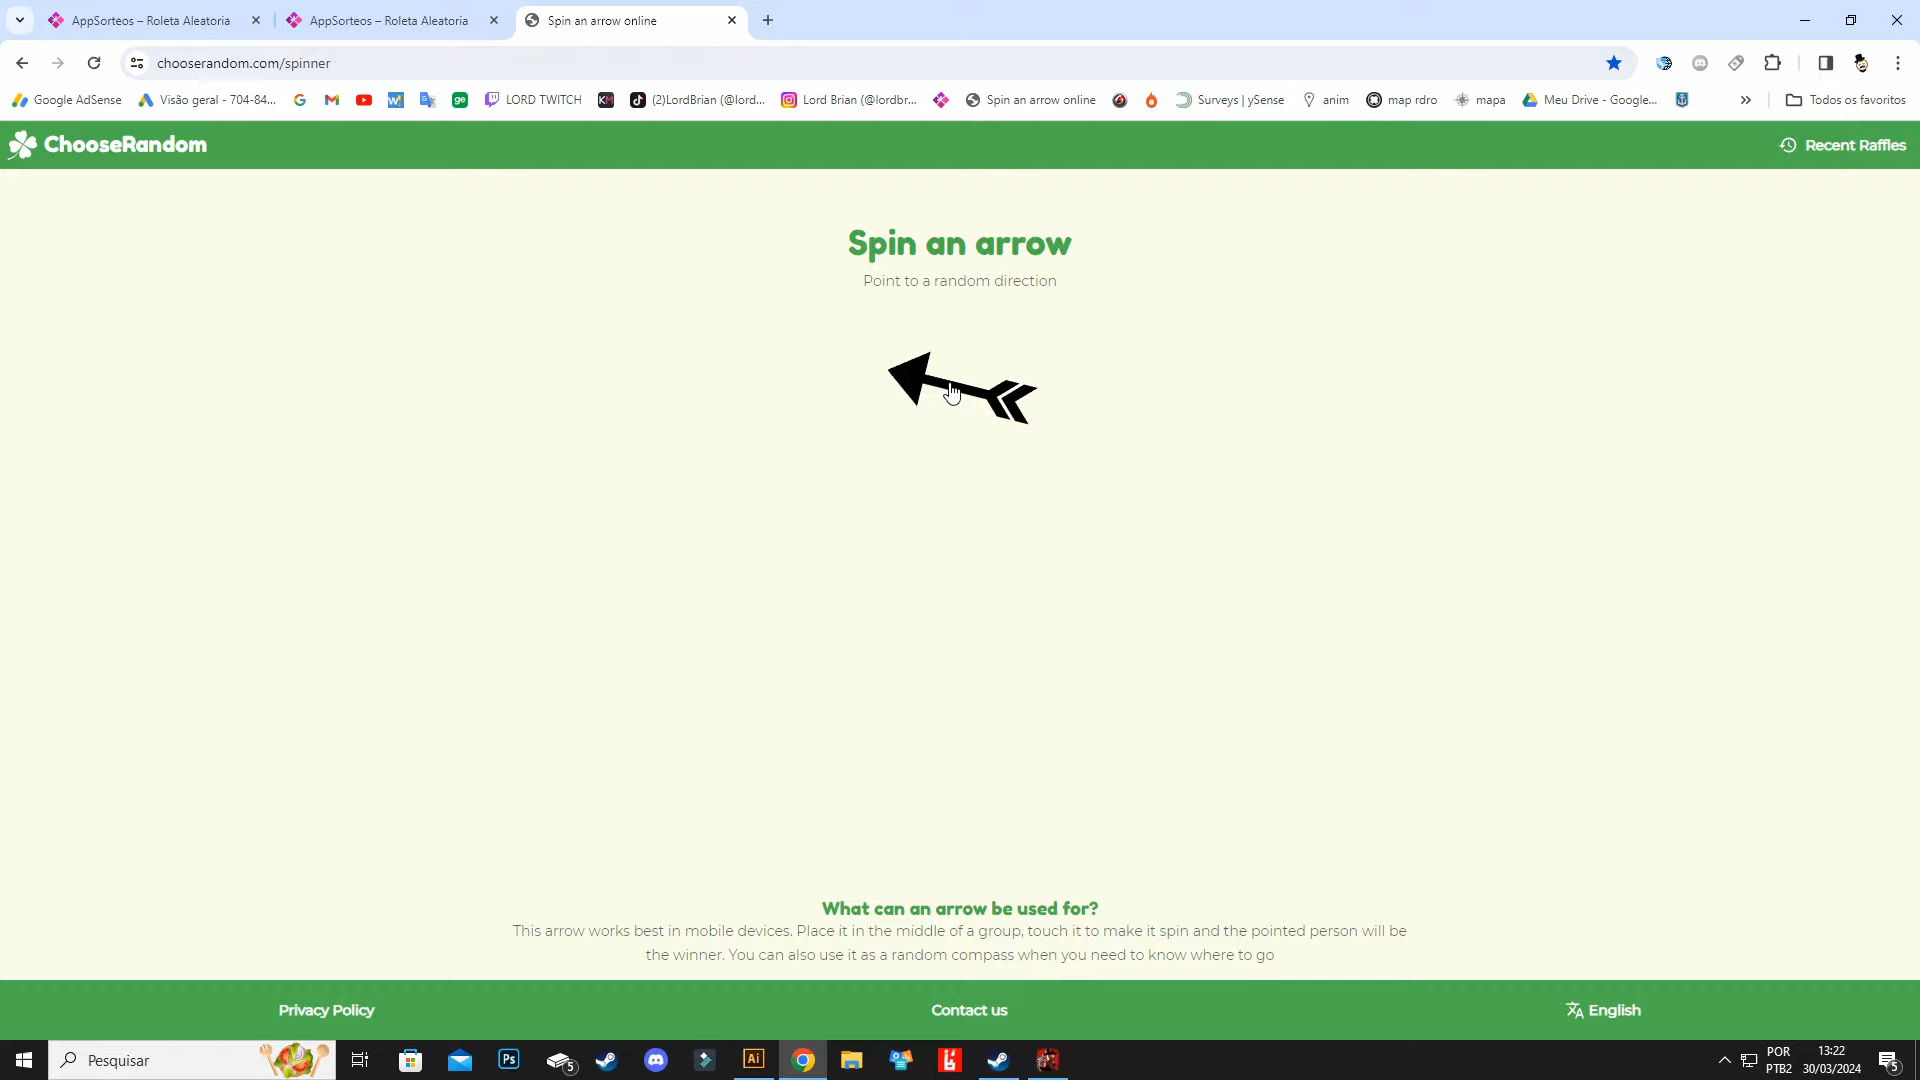 AppSorteos – Roleta Aleatoria
AppSorteos – Roleta Aleatoria
Spin an arrow online
chooserandom.com/spinner
Google AdSense
Visão geral - 704-84...
LORD TWITCH
KM
(2)LordBrian (@lord...
Lord Brian (@lordbr...
Spin an arrow online
Surveys | ySense
anim
map rdro
mapa
Meu Drive - Google...
Todos os favoritos
ChooseRandom
Recent Raffles
Spin an arrow
Point to a random direction
What can an arrow be used for?
This arrow works best in mobile devices. Place it in the middle of a group, touch it to make it spin and the pointed person will be
the winner. You can also use it as a random compass when you need to know where to go
Privacy Policy
Contact us
English
Pesquisar
Ps
5
Ai
POR
PTB2
13:22
30/03/2024
5